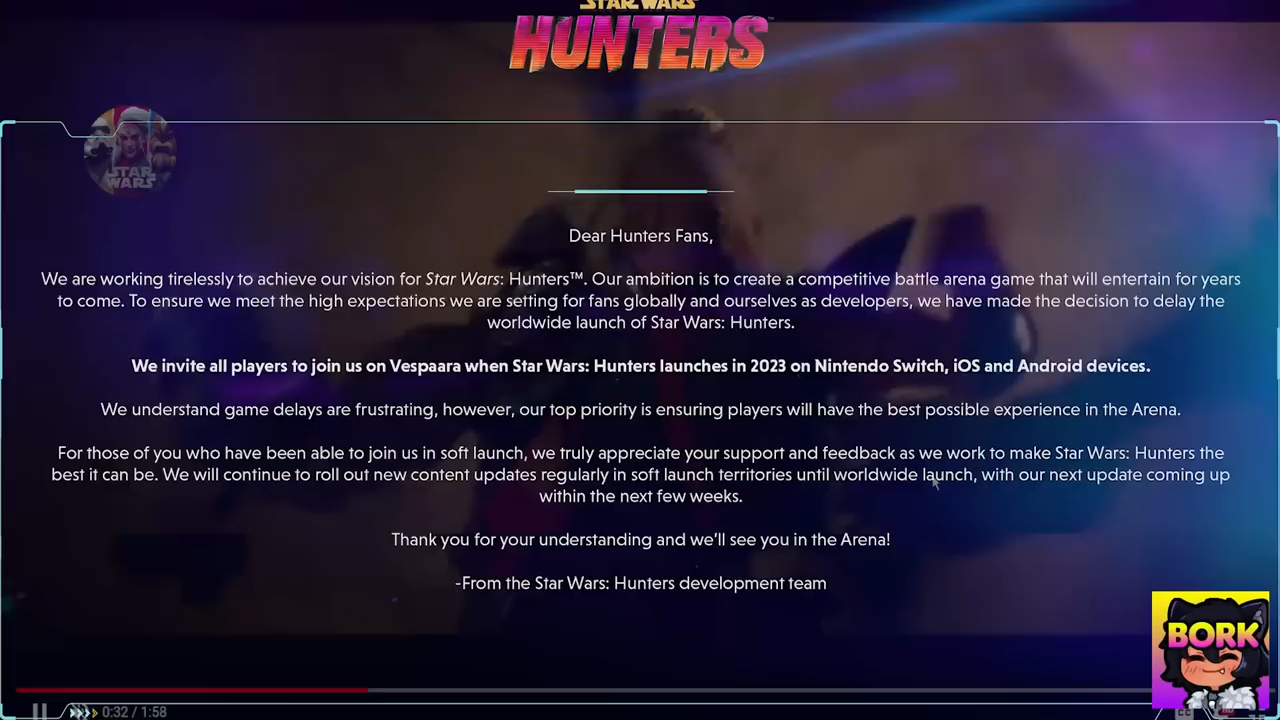 STAR WARS
HUNTERS
STAR
WARS
Dear Hunters Fans,
We are working tirelessly to achieve our vision for Star Wars: Hunters™. Our ambition is to create a competitive battle arena game that will entertain for years
to come. To ensure we meet the high expectations we are setting for fans globally and ourselves as developers, we have made the decision to delay the
worldwide launch of Star Wars: Hunters.
We invite all players to join us on Vespaara when Star Wars: Hunters launches in 2023 on Nintendo Switch, iOS and Android devices.
We understand game delays are frustrating, however, our top priority is ensuring players will have the best possible experience in the Arena.
For those of you who have been able to join us in soft launch, we truly appreciate your support and feedback as we work to make Star Wars: Hunters the
best it can be. We will continue to roll out new content updates regularly in soft launch territories until worldwide launch, with our next update coming up
within the next few weeks.
Thank you for your understanding and we'll see you in the Arena!
-From the Star Wars: Hunters development team
BORK
0:32 / 1:58